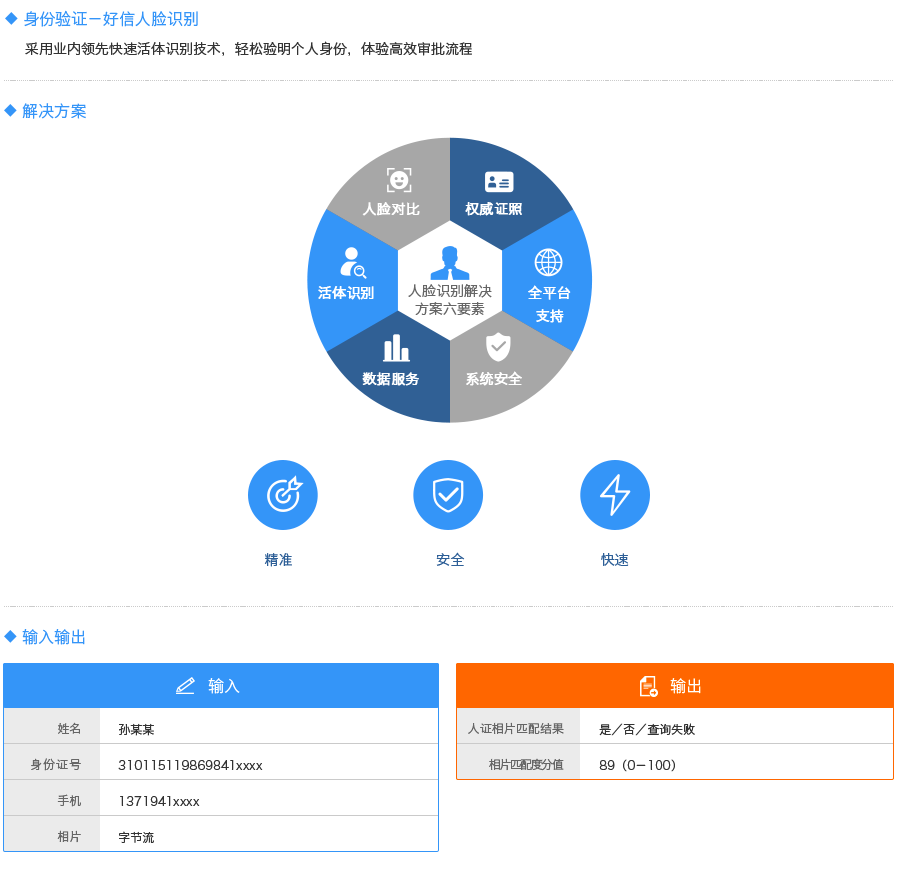 身份验证－好信人脸识别
采用业内领先快速活体识别技术，轻松验明个人身份，体验高效审批流程
解决方案
人脸对比
权威证照
活体识别
人脸识别解决
方案六要素
全平台
支持
数据服务
系统安全
精准
安全
快速
输入输出
输入
姓名 孙某某
身份证号 310115119869841xxxx
手机 1371941xxxx
相片 字节流
输出
人证相片匹配结果 是／否／查询失败
相片匹配度分值 89（0－100）